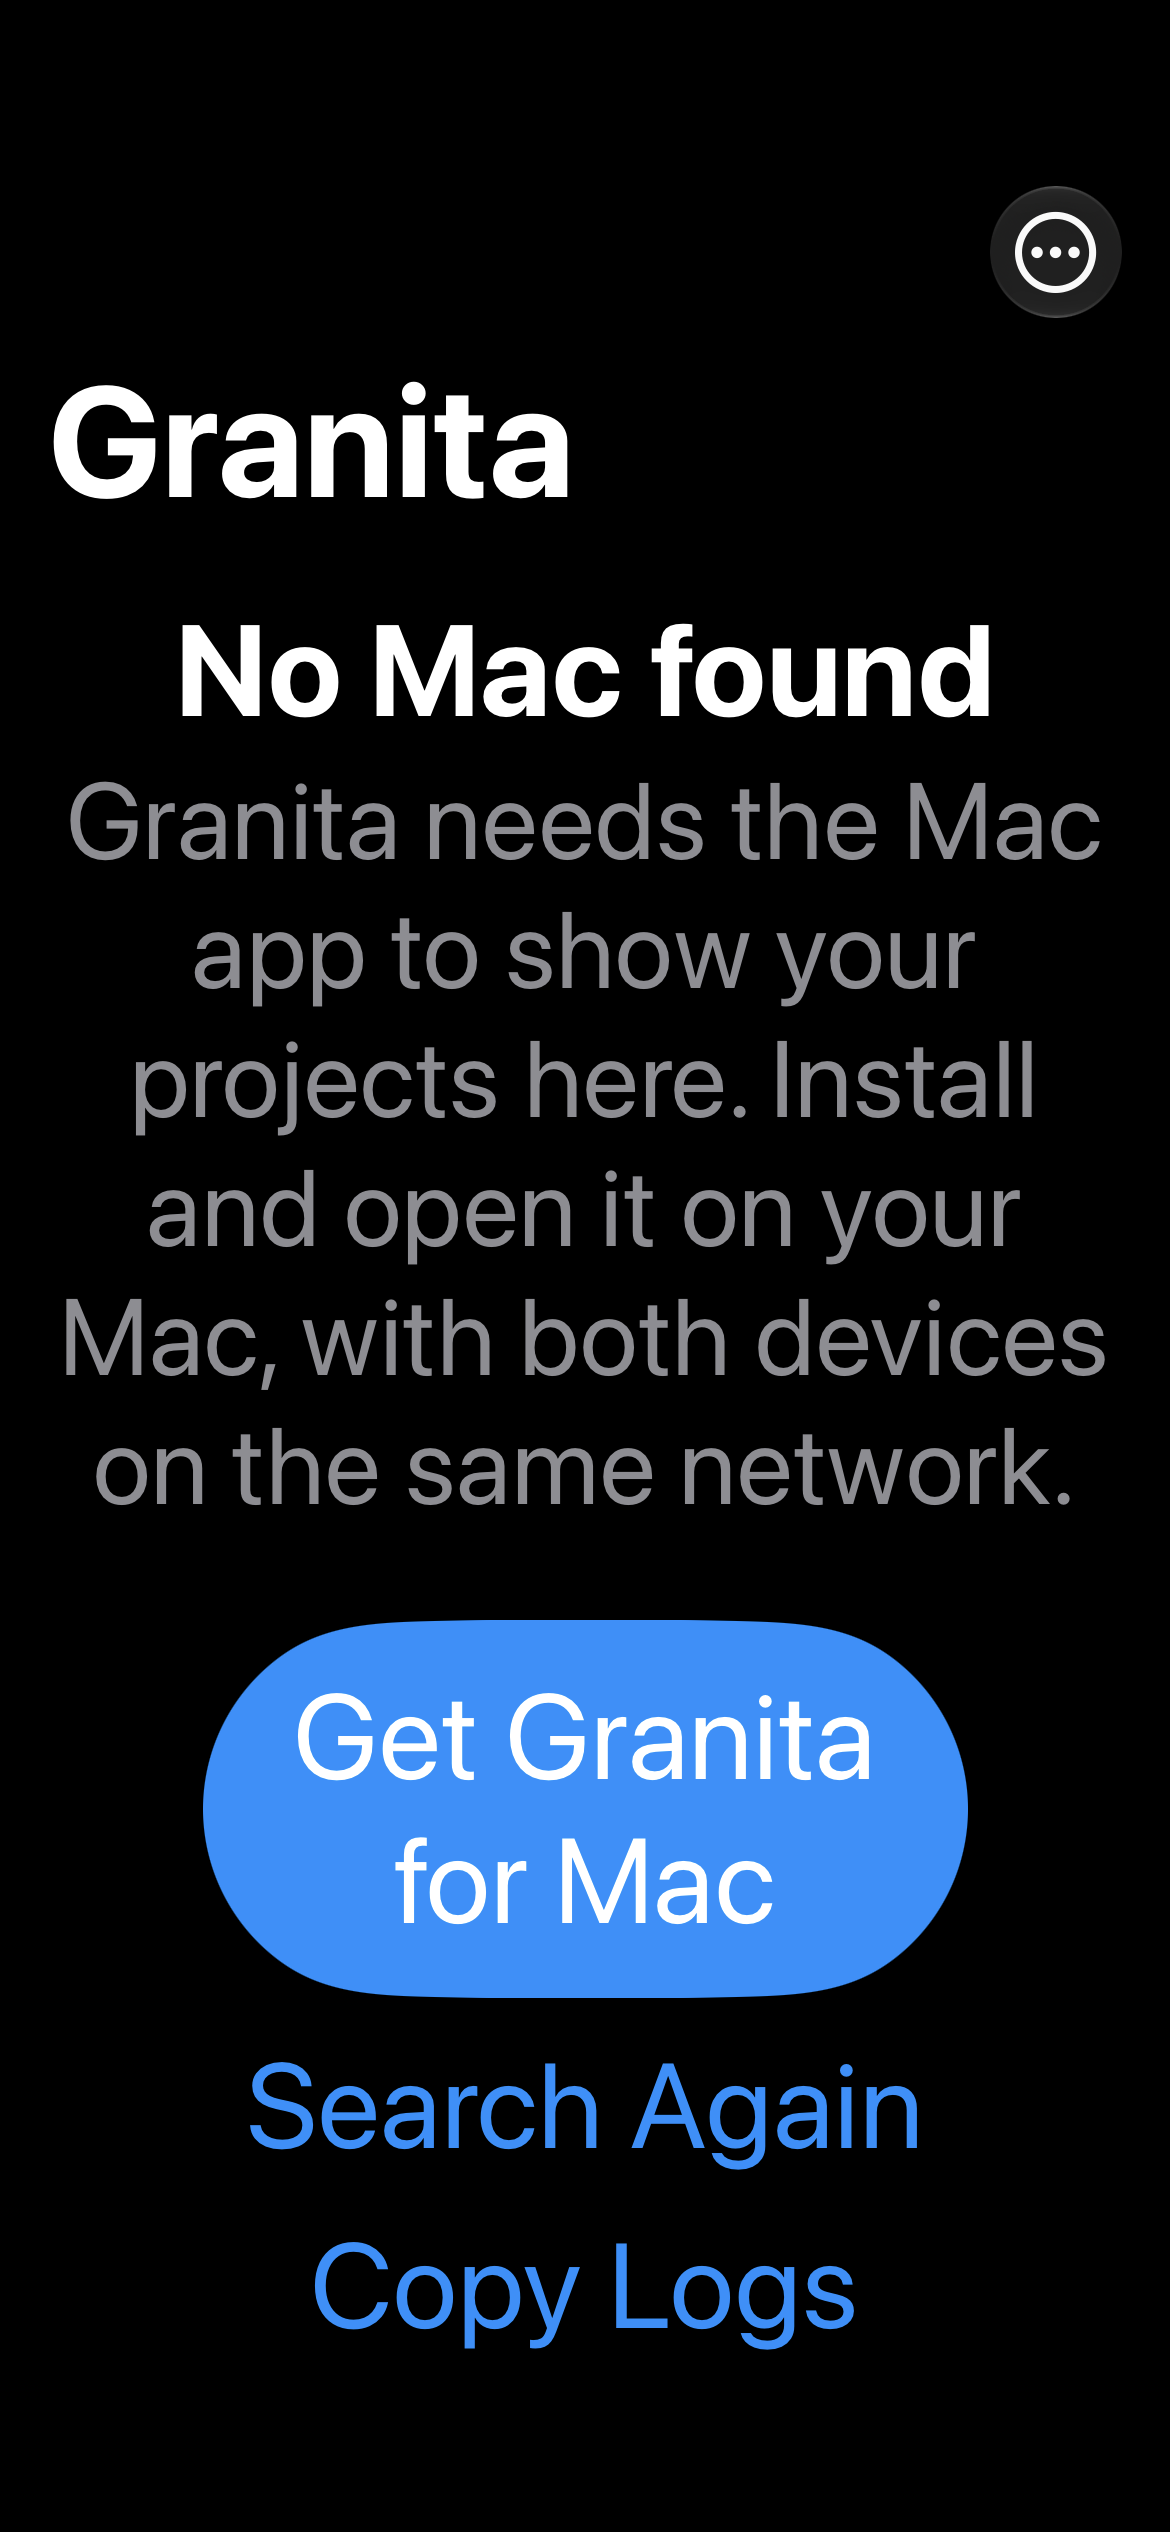 Granita
No Mac found
Granita needs the Mac
app to show your
projects here. Install
and open it on your
Mac, with both devices
on the same network.
Get Granita
for Mac
Search Again
Copy Logs